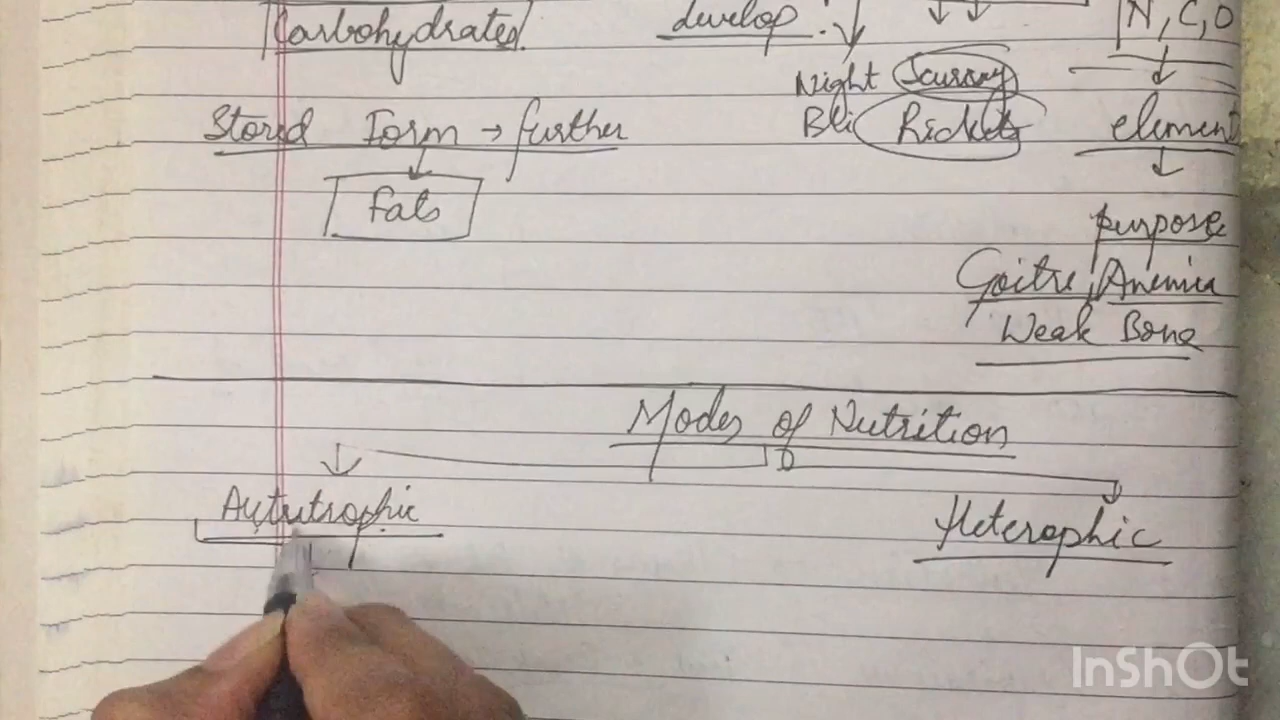 Carbohydrates develop : N, C, O
Night Scurvy
Stored Form → further Bli Rickets element
Fats
purpose
Goitre, Anemia
Weak Bone
Modes of Nutrition
Aututrophic Heterophic
InShOt